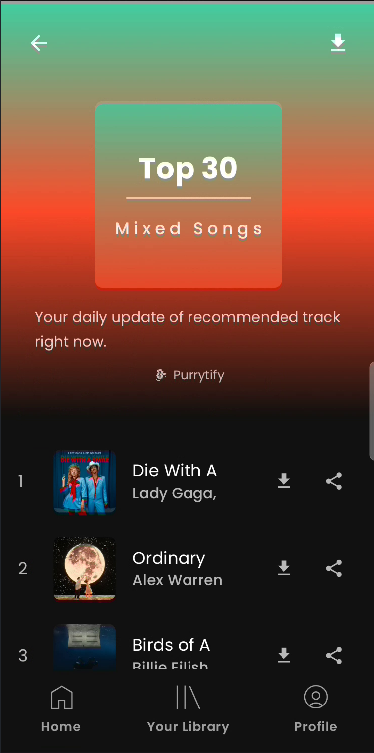 Top 30
Mixed Songs
Your daily update of recommended track
right now.
Purrytify
1
Die With A
Lady Gaga,
2
Ordinary
Alex Warren
3
Birds of A
Billie Eilish
Home
Your Library
Profile